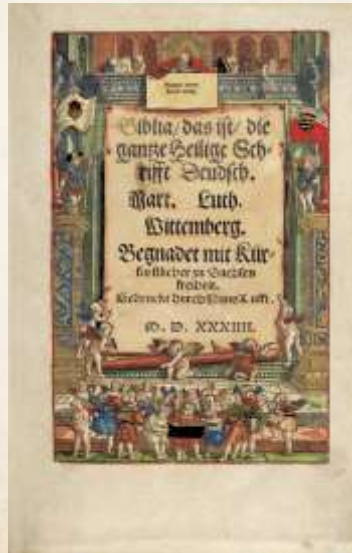 Biblia/ das ist/ die
gantze Heilige Sch-
rifft Deudsch.
Mart. Luth.
Wittemberg.
Begnadet mit Kür-
fürstlicher zu Sachsen
freiheit.
Gedruckt durch Hans Lufft.
M. D. XXXIIII.